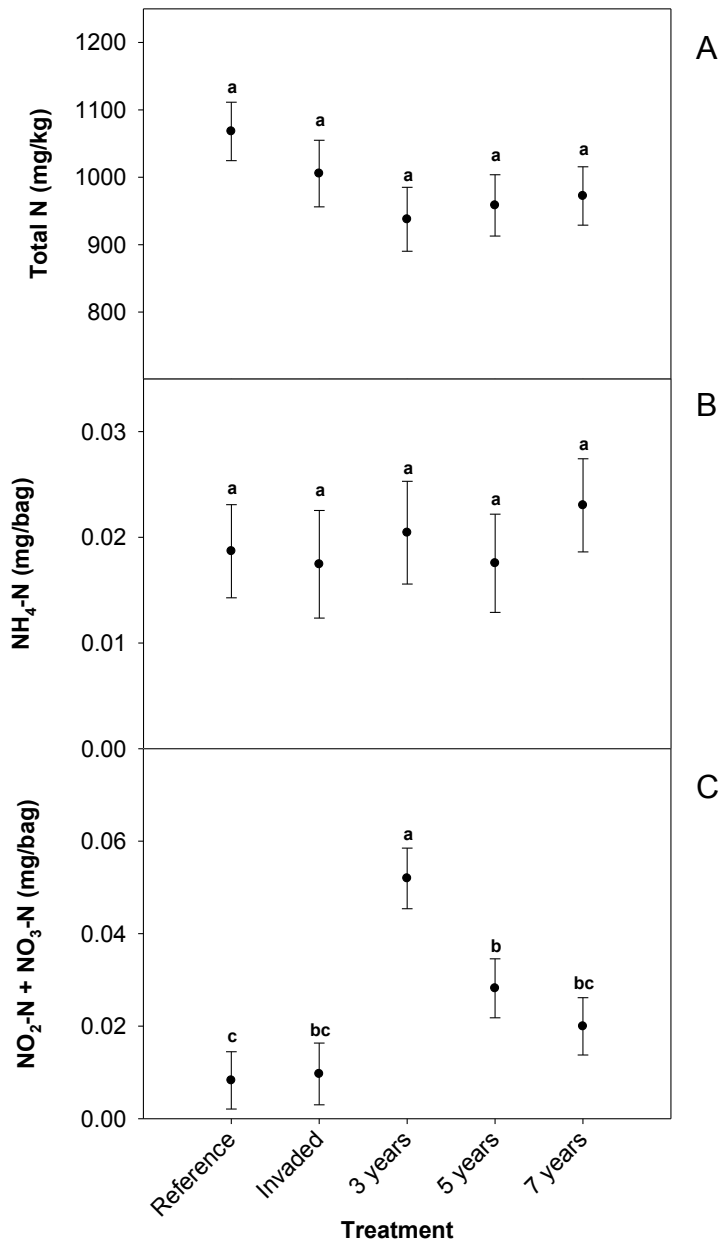 A
Total N (mg/kg)
1200
1100
1000
900
800
a
a
a
a
a
B
NH₄-N (mg/bag)
0.03
0.02
0.01
0.00
a
a
a
a
a
C
NO₂-N + NO₃-N (mg/bag)
0.06
0.04
0.02
0.00
c
bc
a
b
bc
Reference
Invaded
3 years
5 years
7 years
Treatment